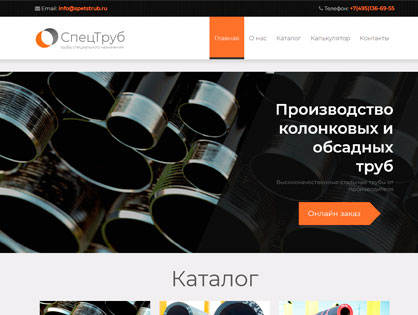 Email: info@spetstrub.ru
Телефон: +7(495)136-69-55
СпецТруб
трубы специального назначения
Главная
О нас
Каталог
Калькулятор
Контакты
Производство
колонковых и
обсадных
труб
Высококачественные стальные трубы от
производителя
Онлайн заказ
Каталог